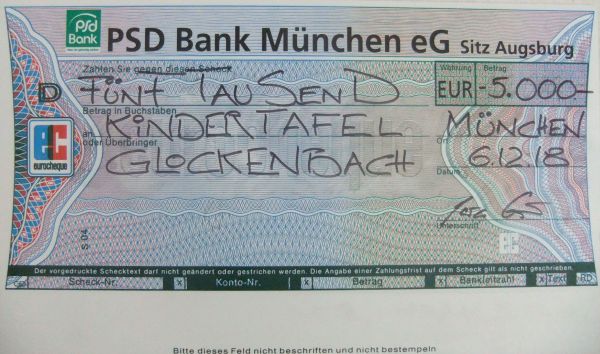 PSD
Bank
PSD Bank München eG Sitz Augsburg
Zahlen Sie gegen diesen Scheck
Währung Betrag
D FÜNF TAUSEND EUR -5.000-
Betrag in Buchstaben
an KINDERTAFEL MÜNCHEN
oder Überbringer Ort
GLOCKENBACH 6.12.18
Datum
EC
eurocheque
Unterschrift
S 04
EC
Der vorgedruckte Schecktext darf nicht geändert oder gestrichen werden. Die Angabe einer Zahlungsfrist auf dem Scheck gilt als nicht geschrieben.
Scheck-Nr. X Konto-Nr. X Betrag X Bankleitzahl X Text
Bitte dieses Feld nicht beschriften und nicht bestempeln